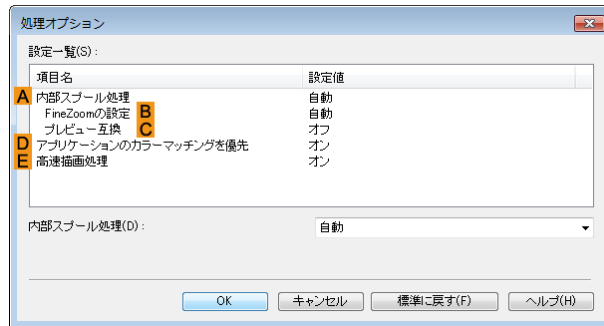 処理オプション
設定一覧(S):
項目名 設定値
A 内部スプール処理 自動
FineZoomの設定 B 自動
プレビュー互換 C オフ
D アプリケーションのカラーマッチングを優先 オン
E 高速描画処理 オン
内部スプール処理(D): 自動
OK キャンセル 標準に戻す(F) ヘルプ(H)